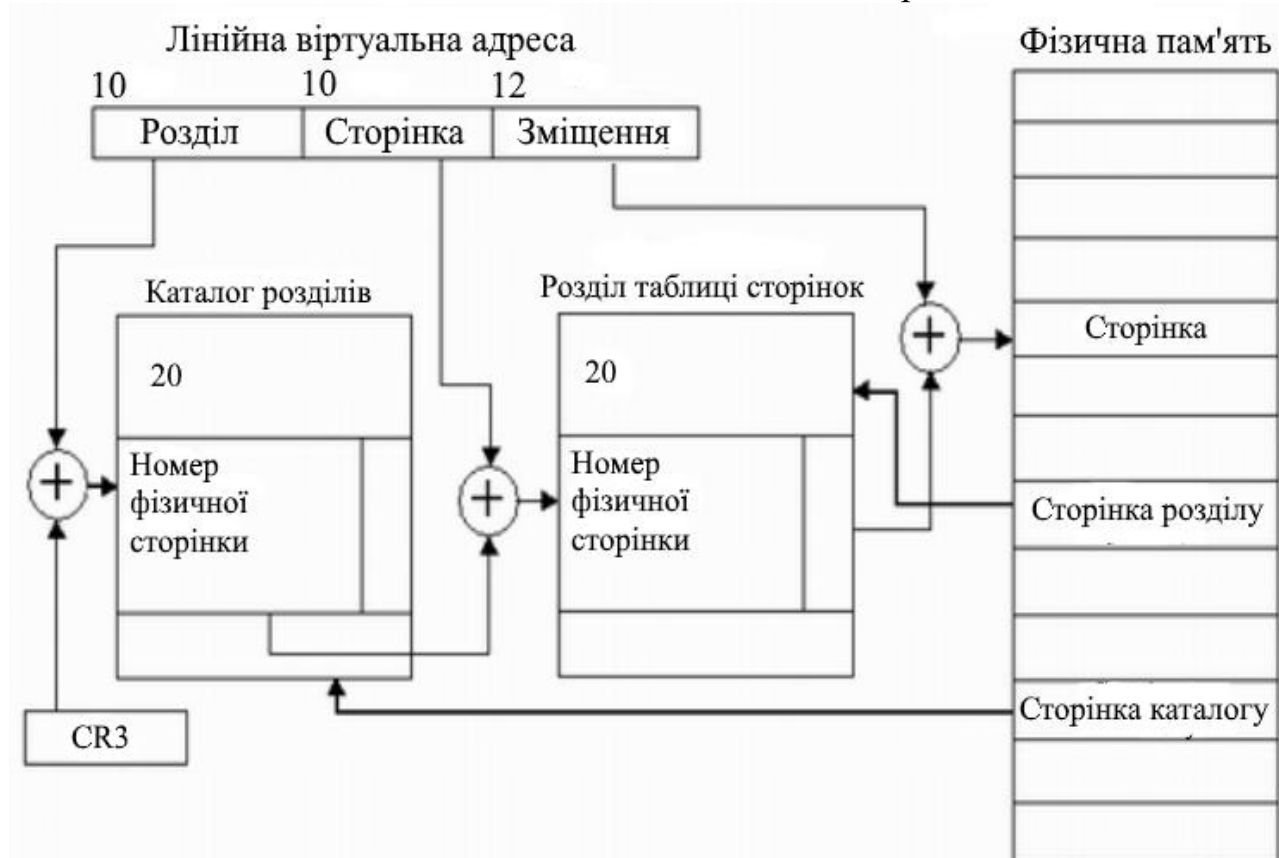 Лінійна віртуальна адреса
Фізична пам'ять
10 10 12
Розділ Сторінка Зміщення
Каталог розділів
Розділ таблиці сторінок
Сторінка
20
20
Номер
фізичної
сторінки
Номер
фізичної
сторінки
+
+
+
Сторінка розділу
Сторінка каталогу
CR3